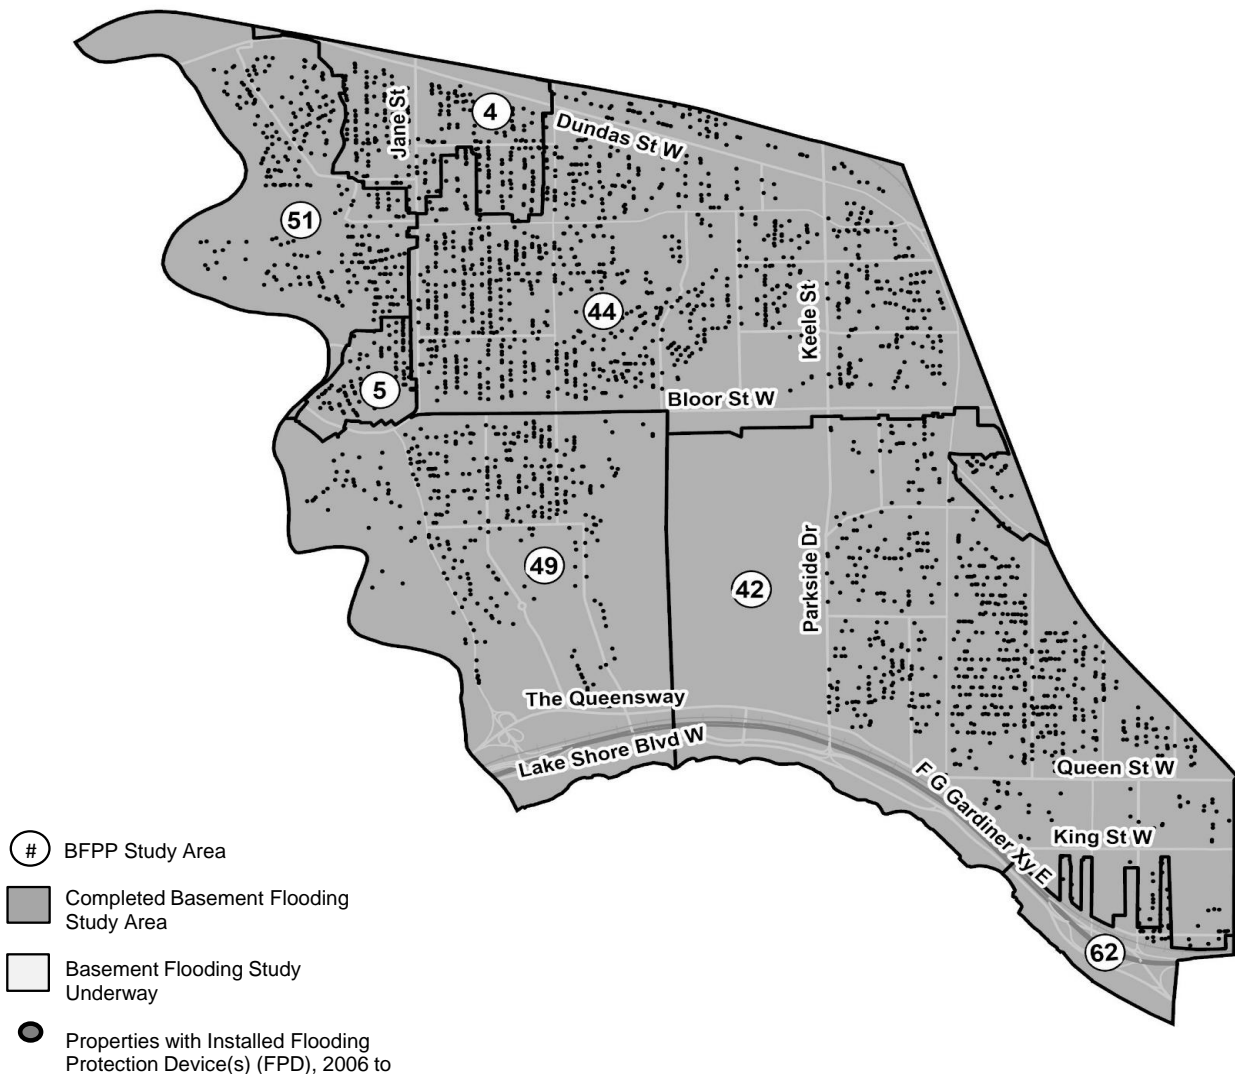 4
Jane St
Dundas St W
51
44
Keele St
5
Bloor St W
49
42
Parkside Dr
The Queensway
Lake Shore Blvd W
F G Gardiner Xy E
Queen St W
King St W
62
# BFPP Study Area
Completed Basement Flooding
Study Area
Basement Flooding Study
Underway
Properties with Installed Flooding
Protection Device(s) (FPD), 2006 to